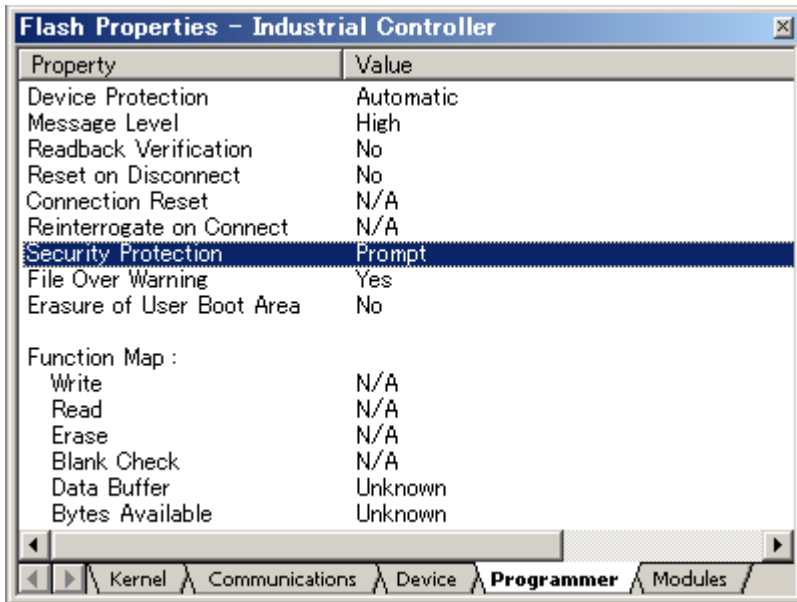 Flash Properties - Industrial Controller
Property Value
Device Protection Automatic
Message Level High
Readback Verification No
Reset on Disconnect No
Connection Reset N/A
Reinterrogate on Connect N/A
Security Protection Prompt
File Over Warning Yes
Erasure of User Boot Area No
Function Map :
Write N/A
Read N/A
Erase N/A
Blank Check N/A
Data Buffer Unknown
Bytes Available Unknown
Kernel Communications Device Programmer Modules